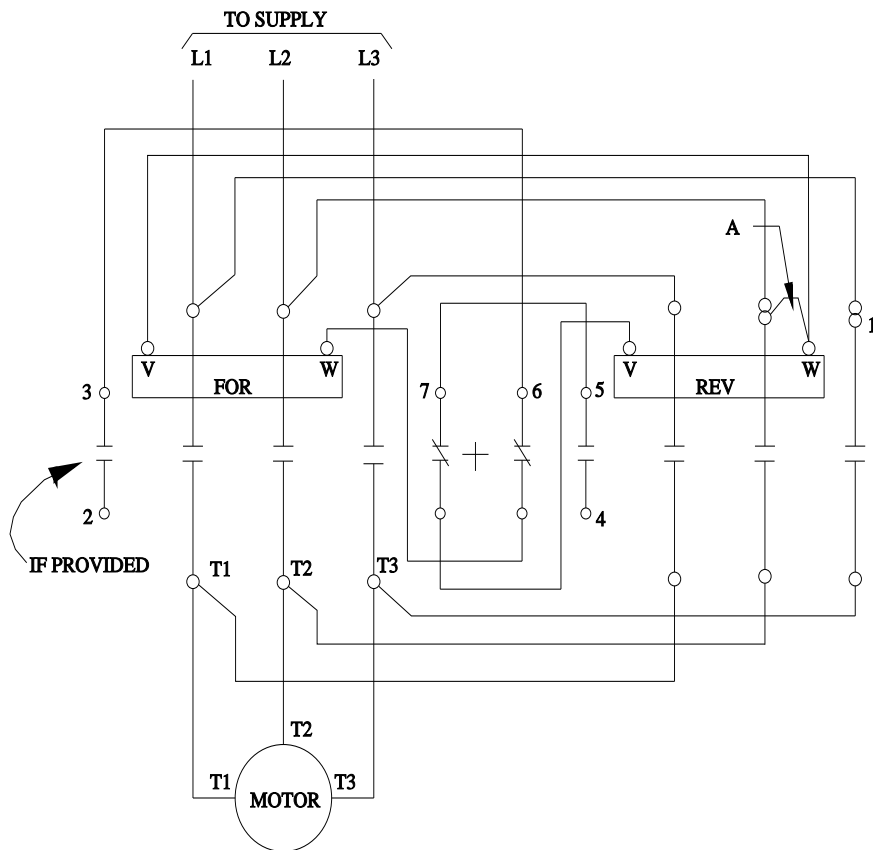 TO SUPPLY
L1 L2 L3
A
1
V W V W
FOR REV
3 7 6 5
2 4
IF PROVIDED
T1 T2 T3
T2
T1 T3
MOTOR